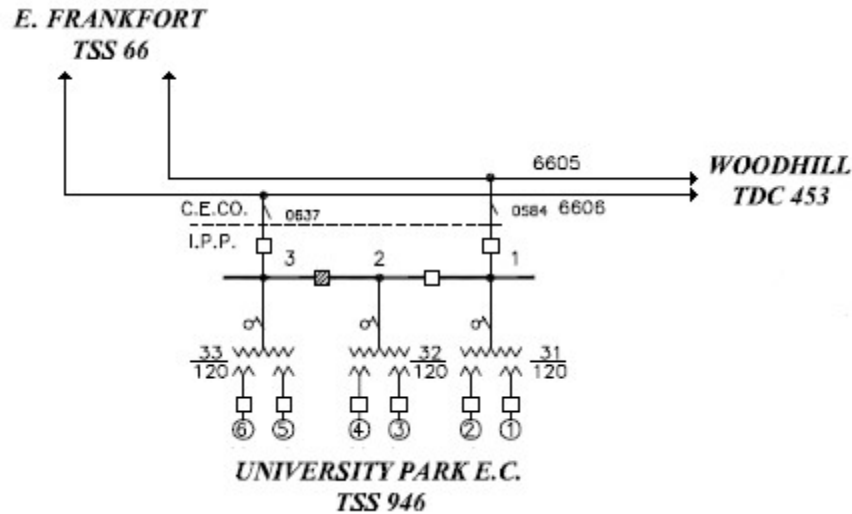 E. FRANKFORT
TSS 66
6605
WOODHILL
TDC 453
C.E.CO.
0637
0584 6606
I.P.P.
3
2
1
33
120
32
120
31
120
6 5 4 3 2 1
UNIVERSITY PARK E.C.
TSS 946